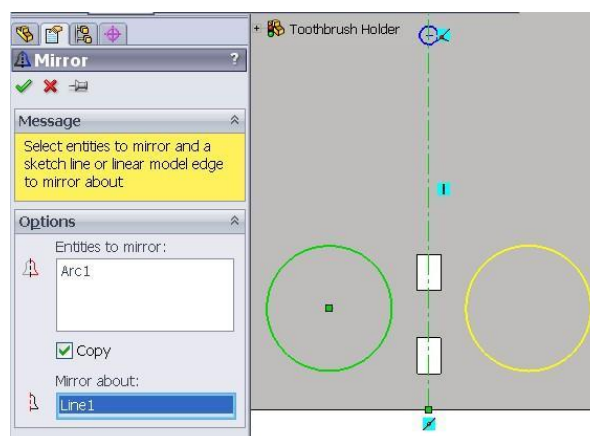 Mirror ?
Message
Select entities to mirror and a
sketch line or linear model edge
to mirror about
Options
Entities to mirror:
Arc1
Copy
Mirror about:
Line1
Toothbrush Holder